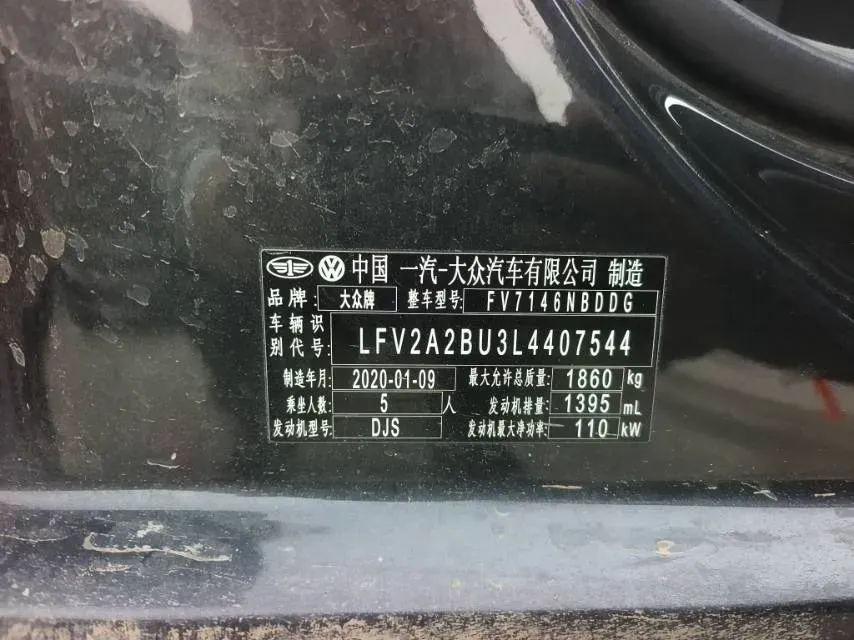 中国 一汽-大众汽车有限公司 制造
品牌: 大众牌 整车型号: FV7146NBDDG
车辆识
别代号: LFV2A2BU3L4407544
制造年月: 2020-01-09 最大允许总质量: 1860 kg
乘坐人数: 5 人 发动机排量: 1395 mL
发动机型号: DJS 发动机最大净功率: 110 kW